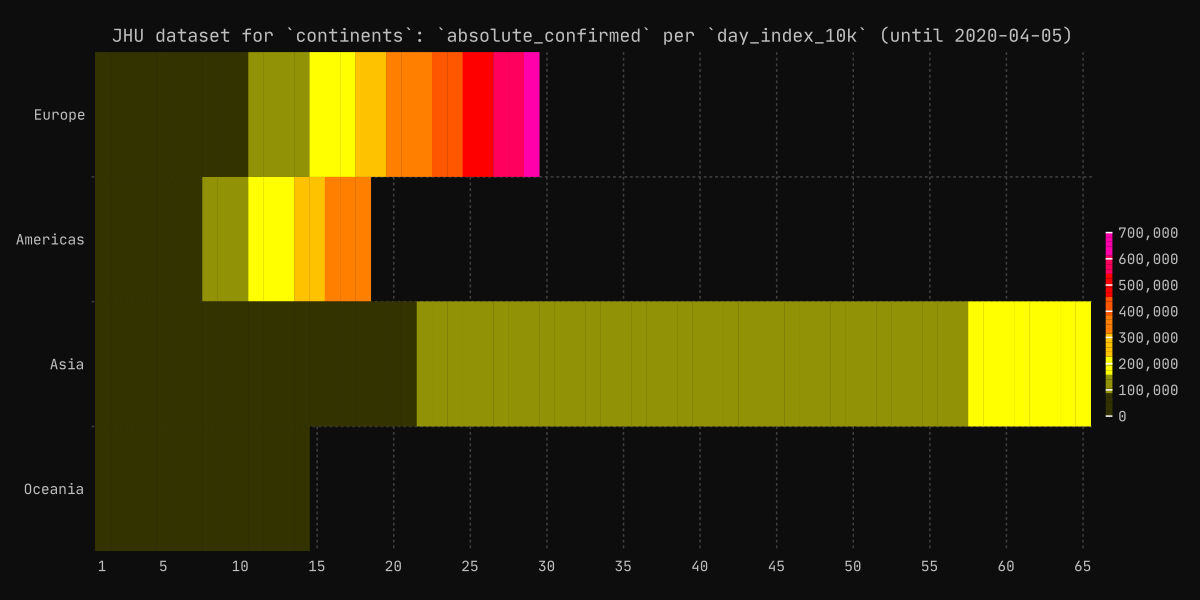 JHU dataset for `continents`: `absolute_confirmed` per `day_index_10k` (until 2020-04-05)
Europe
Americas
Asia
Oceania
700,000
600,000
500,000
400,000
300,000
200,000
100,000
0
1 5 10 15 20 25 30 35 40 45 50 55 60 65